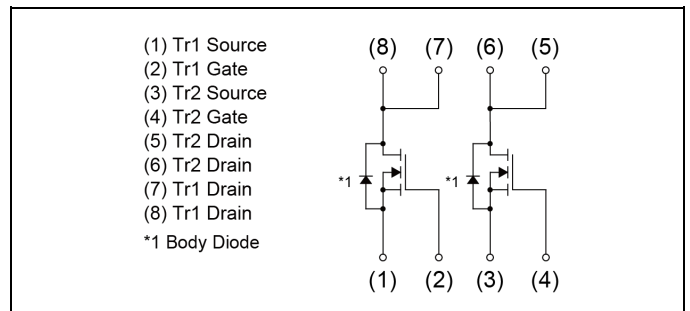 (1) Tr1 Source
(2) Tr1 Gate
(3) Tr2 Source
(4) Tr2 Gate
(5) Tr2 Drain
(6) Tr2 Drain
(7) Tr1 Drain
(8) Tr1 Drain
*1 Body Diode
(8) (7) (6) (5)
*1 *1
(1) (2) (3) (4)